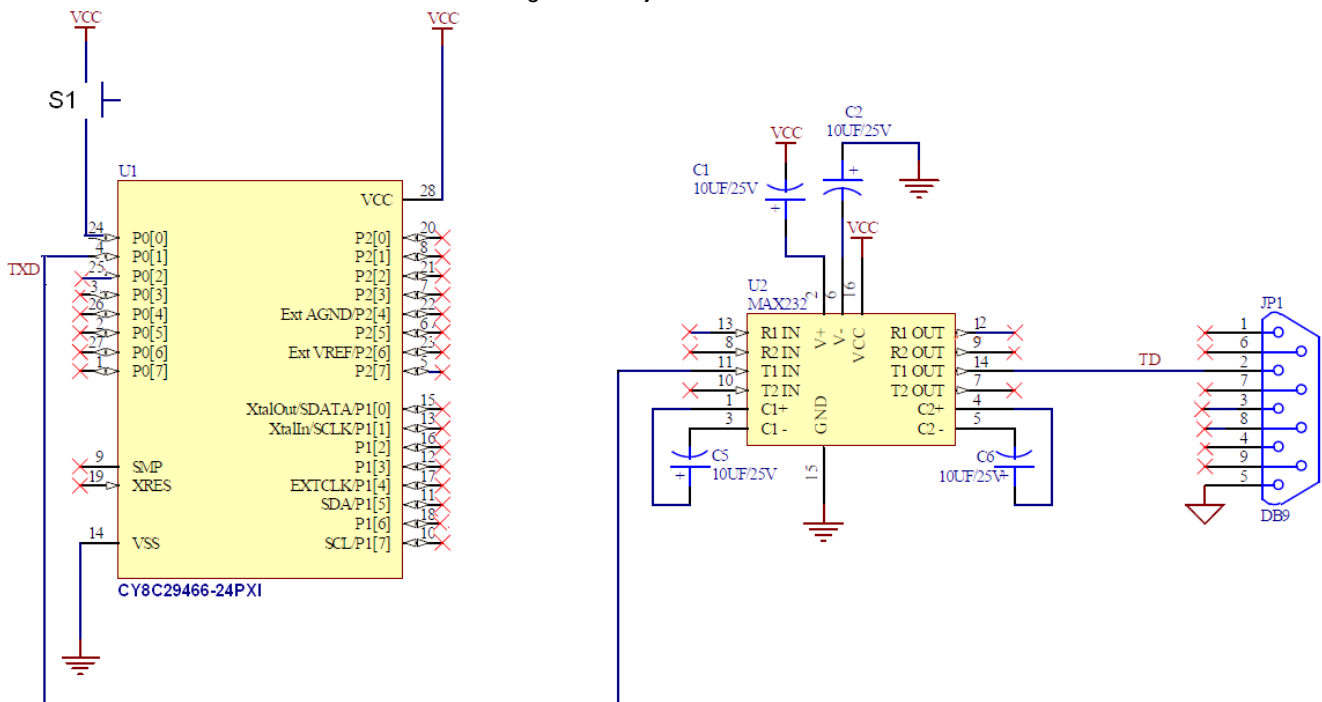 VCC
VCC
S1
U1
VCC 28
24 P0[0]
4 P0[1]
TXD
25 P0[2]
3 P0[3]
26 P0[4]
2 P0[5]
27 P0[6]
1 P0[7]
P2[0] 20
P2[1] 8
P2[2] 21
P2[3] 7
Ext AGND/P2[4] 22
P2[5] 6
Ext VREF/P2[6] 23
P2[7] 5
XtalOut/SDATA/P1[0] 15
XtalIn/SCLK/P1[1] 13
P1[2] 16
P1[3] 12
EXTCLK/P1[4] 17
SDA/P1[5] 11
P1[6] 18
SCL/P1[7] 10
9 SMP
19 XRES
14 VSS
CY8C29466-24PXI
C2
10UF/25V
VCC
C1
10UF/25V
+
+
VCC
U2
MAX232
2 6 16
V+ V- VCC
13 R1 IN
8 R2 IN
11 T1 IN
10 T2 IN
1 C1+
3 C1 -
GND
15
R1 OUT 12
R2 OUT 9
T1 OUT 14
T2 OUT 7
C2+ 4
C2 - 5
C5
+ 10UF/25V
C6
10UF/25V +
TD
JP1
1
6
2
7
3
8
4
9
5
DB9